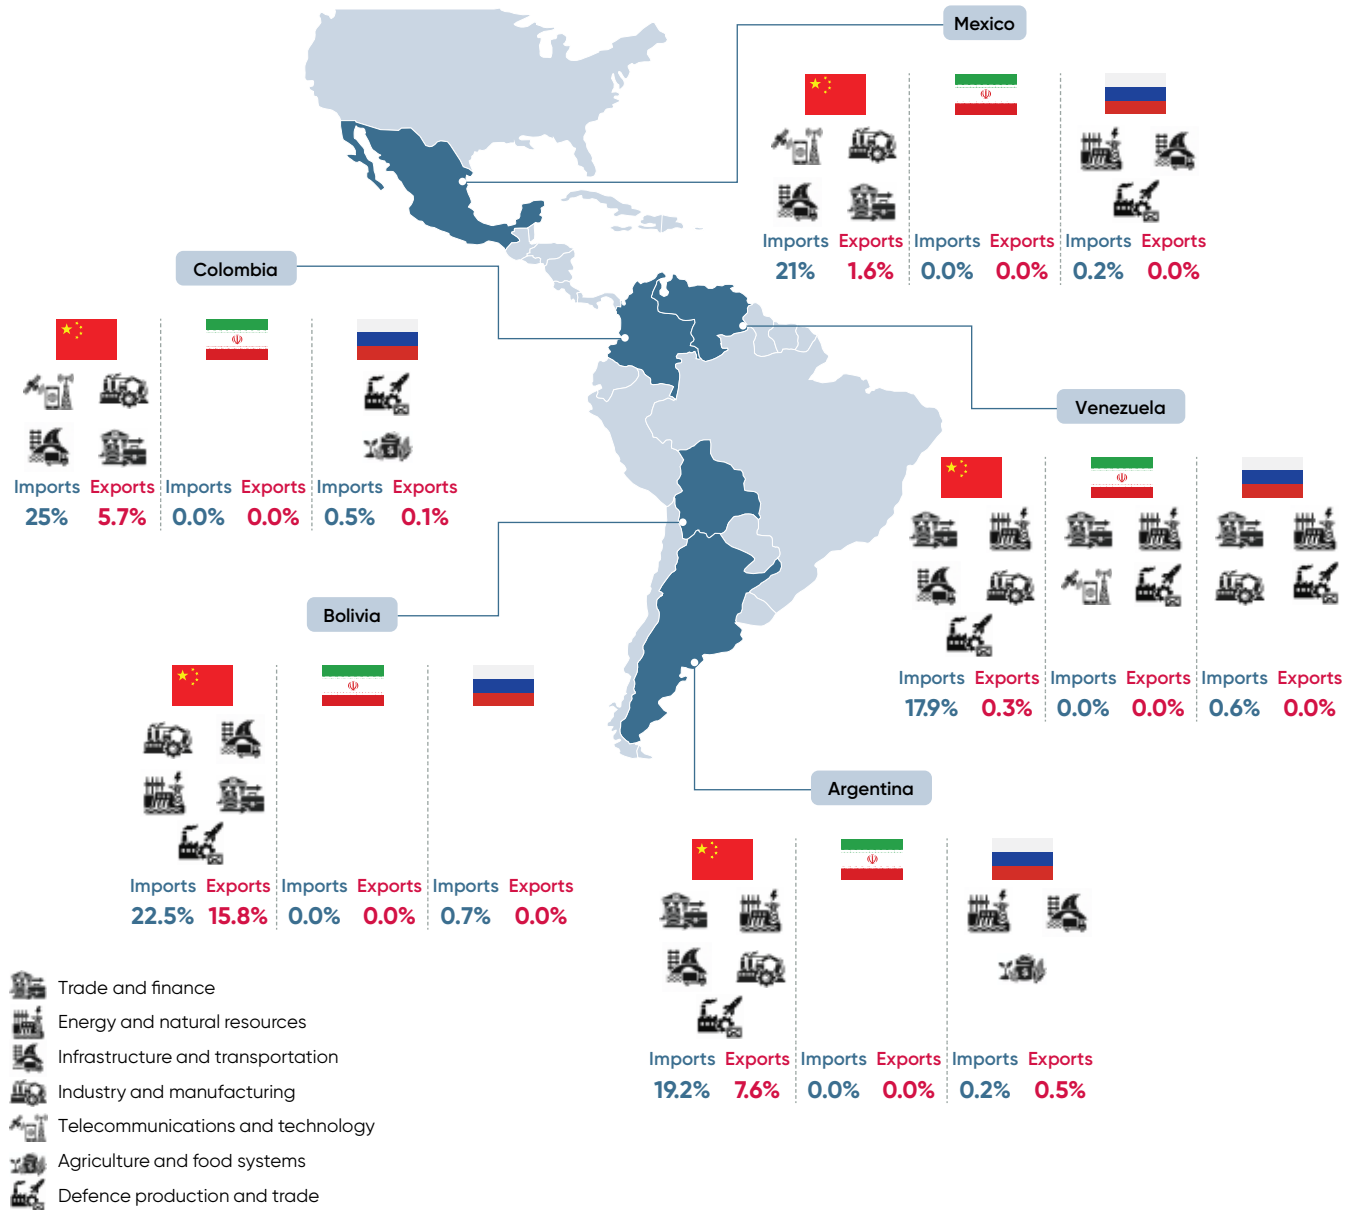 Mexico
Imports Exports Imports Exports Imports Exports
21% 1.6% 0.0% 0.0% 0.2% 0.0%
Colombia
Imports Exports Imports Exports Imports Exports
25% 5.7% 0.0% 0.0% 0.5% 0.1%
Venezuela
Imports Exports Imports Exports Imports Exports
17.9% 0.3% 0.0% 0.0% 0.6% 0.0%
Bolivia
Imports Exports Imports Exports Imports Exports
22.5% 15.8% 0.0% 0.0% 0.7% 0.0%
Argentina
Imports Exports Imports Exports Imports Exports
19.2% 7.6% 0.0% 0.0% 0.2% 0.5%
Trade and finance
Energy and natural resources
Infrastructure and transportation
Industry and manufacturing
Telecommunications and technology
Agriculture and food systems
Defence production and trade